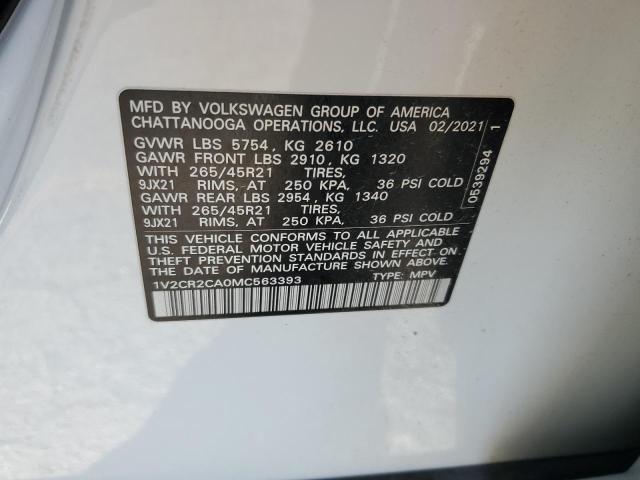 MFD BY VOLKSWAGEN GROUP OF AMERICA
CHATTANOOGA OPERATIONS, LLC. USA 02/2021
GVWR LBS 5754 , KG 2610
GAWR FRONT LBS 2910, KG 1320
WITH 265/45R21 TIRES,
9JX21 RIMS, AT 250 KPA, 36 PSI COLD
GAWR REAR LBS 2954, KG 1340
WITH 265/45R21 TIRES,
9JX21 RIMS, AT 250 KPA, 36 PSI COLD
THIS VEHICLE CONFORMS TO ALL APPLICABLE
U.S. FEDERAL MOTOR VEHICLE SAFETY AND
THEFT PREVENTION STANDARDS IN EFFECT ON
THE DATE OF MANUFACTURE SHOWN ABOVE.
1V2CR2CA0MC563393 TYPE: MPV
0539294 1